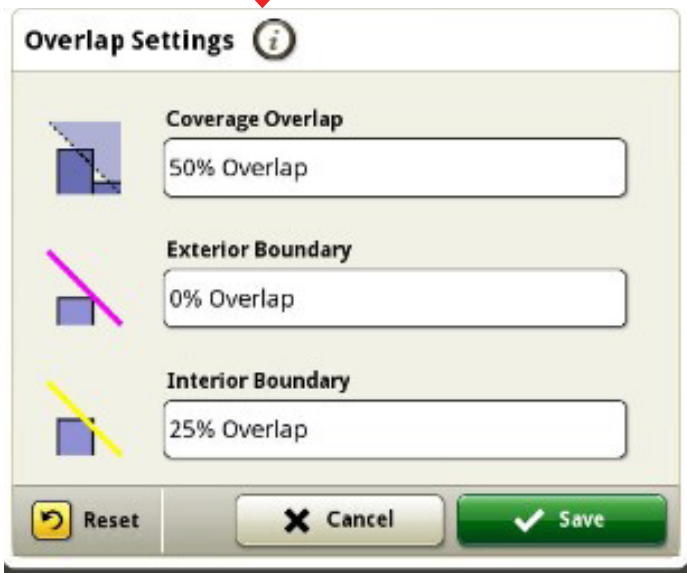 Overlap Settings i
Coverage Overlap
50% Overlap
Exterior Boundary
0% Overlap
Interior Boundary
25% Overlap
Reset Cancel Save